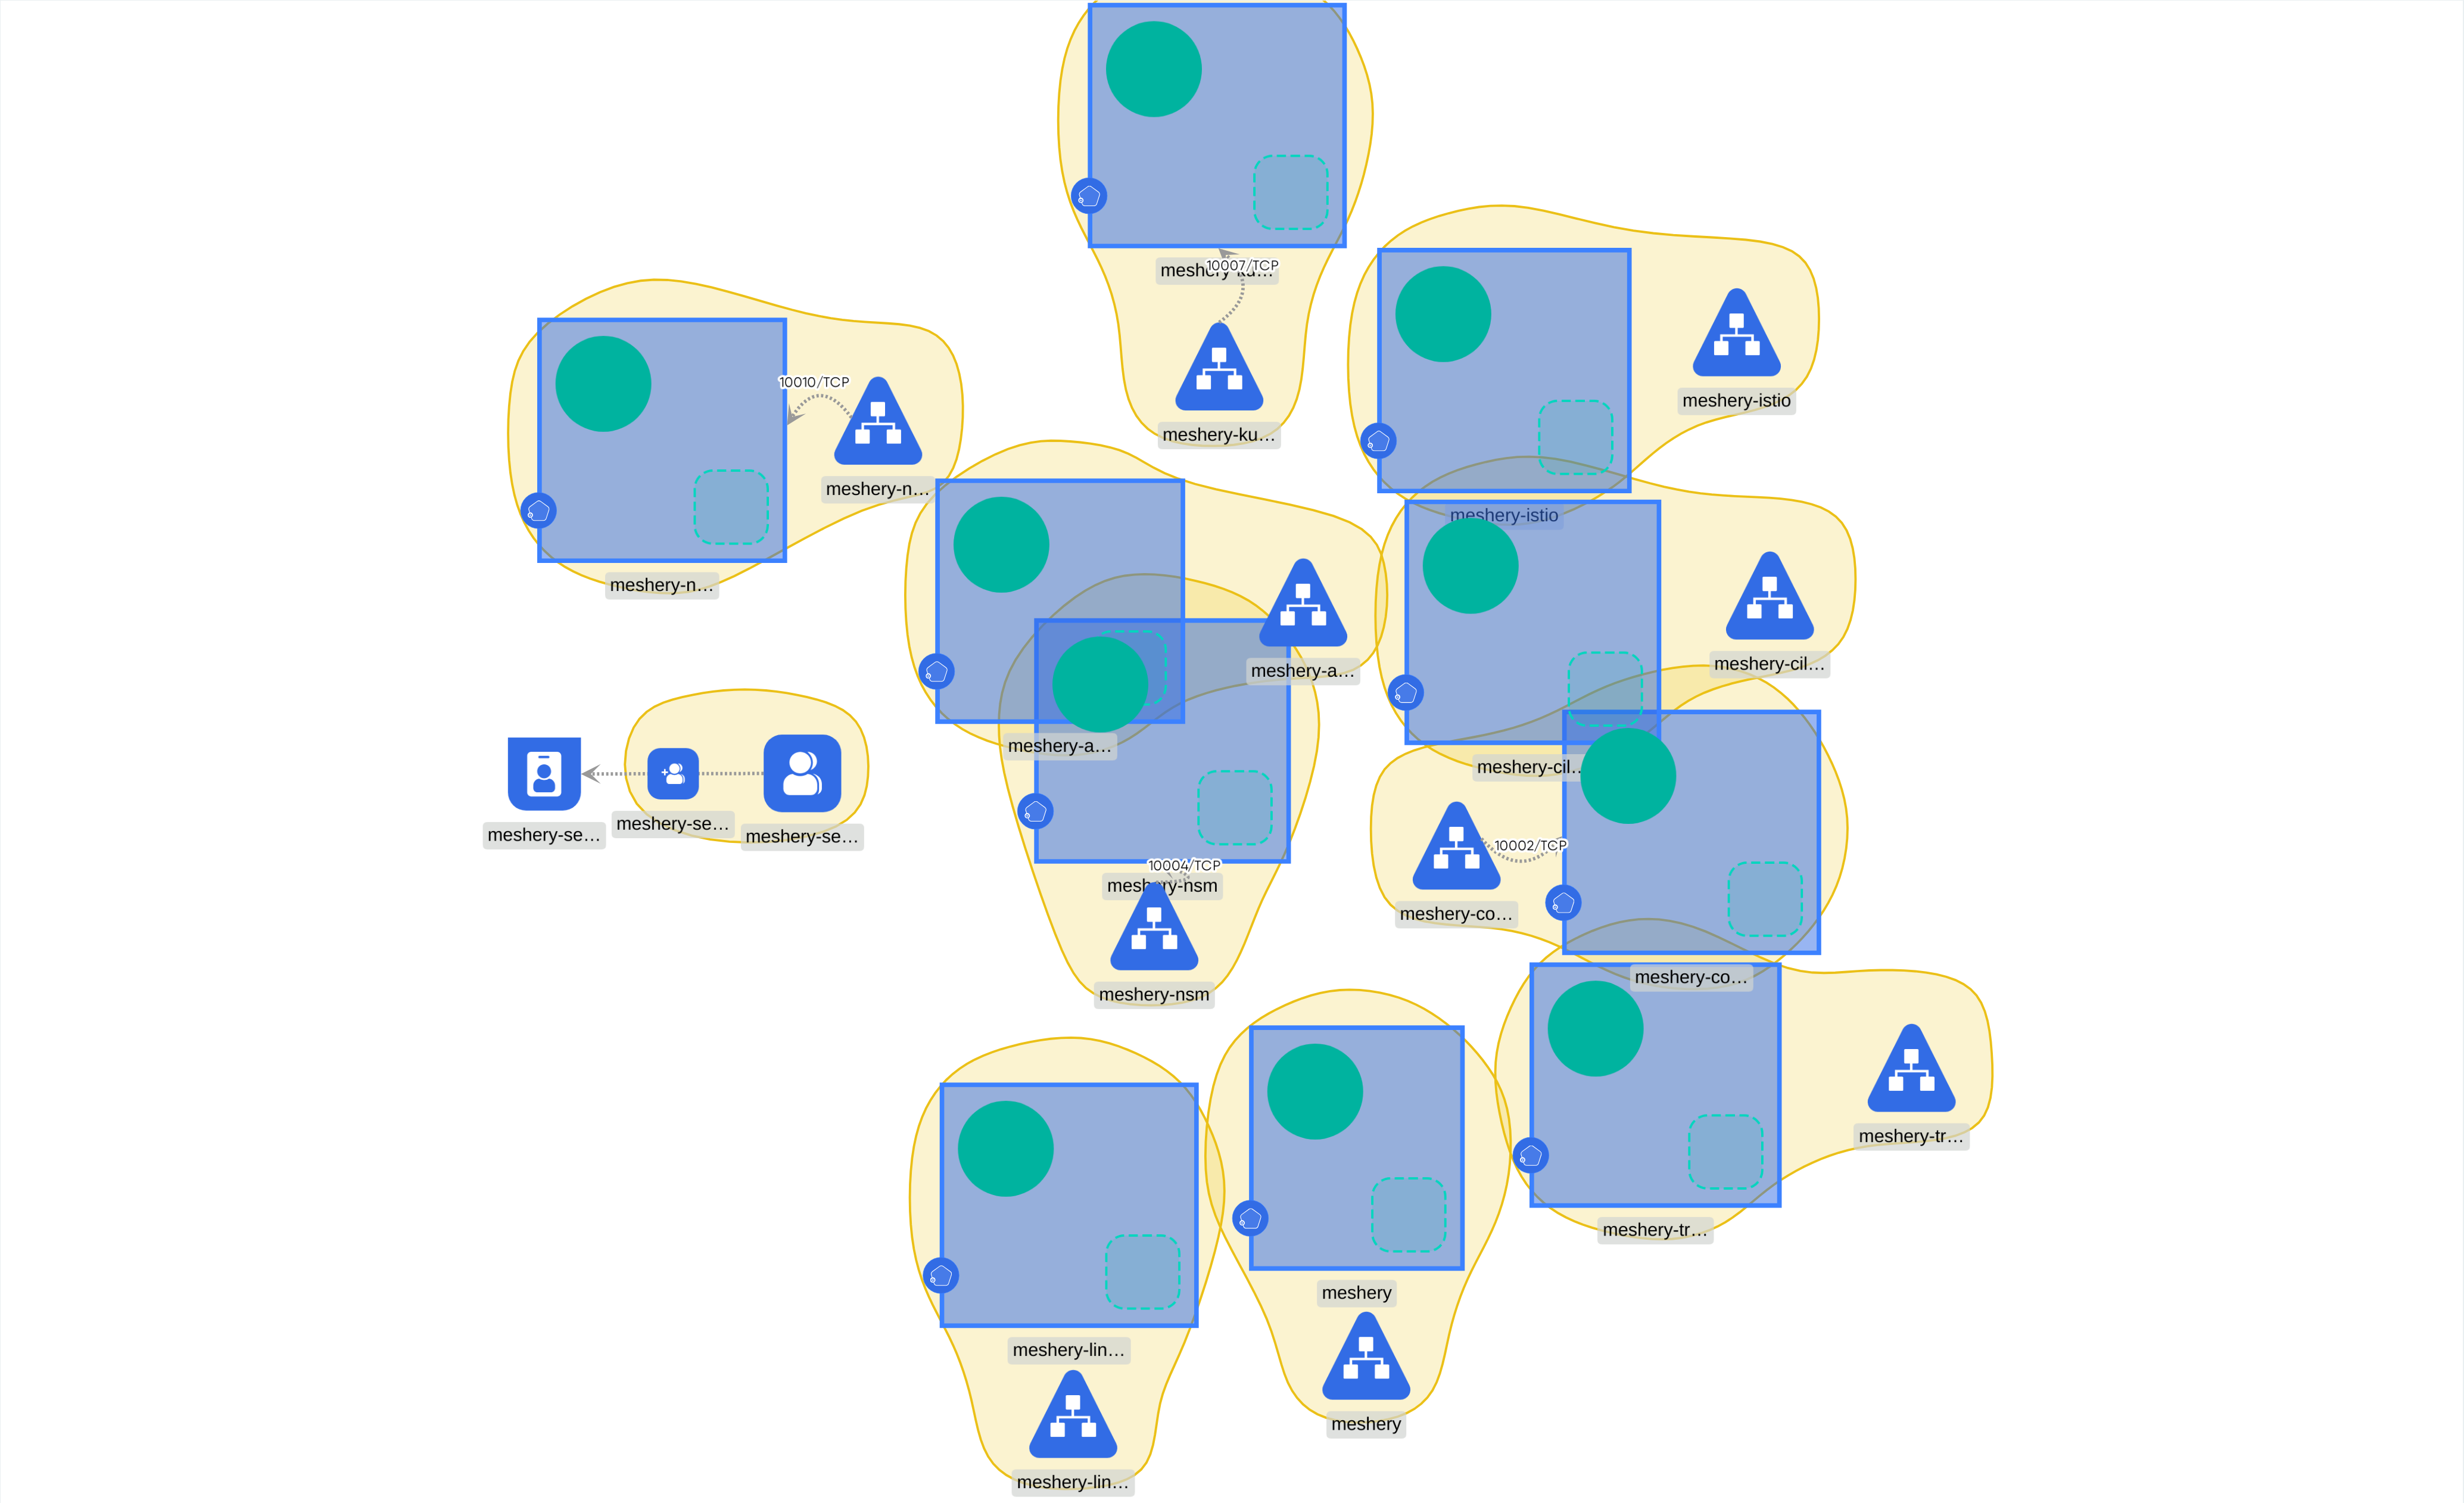 meshery-ku…
10007/TCP
meshery-ku…
meshery-istio
meshery-istio
10010/TCP
meshery-n…
meshery-n…
meshery-a…
meshery-a…
meshery-cil…
meshery-cil…
meshery-se…
meshery-se…
meshery-se…
10004/TCP
meshery-nsm
meshery-nsm
10002/TCP
meshery-co…
meshery-co…
meshery-tr…
meshery-tr…
meshery
meshery
meshery-lin…
meshery-lin…